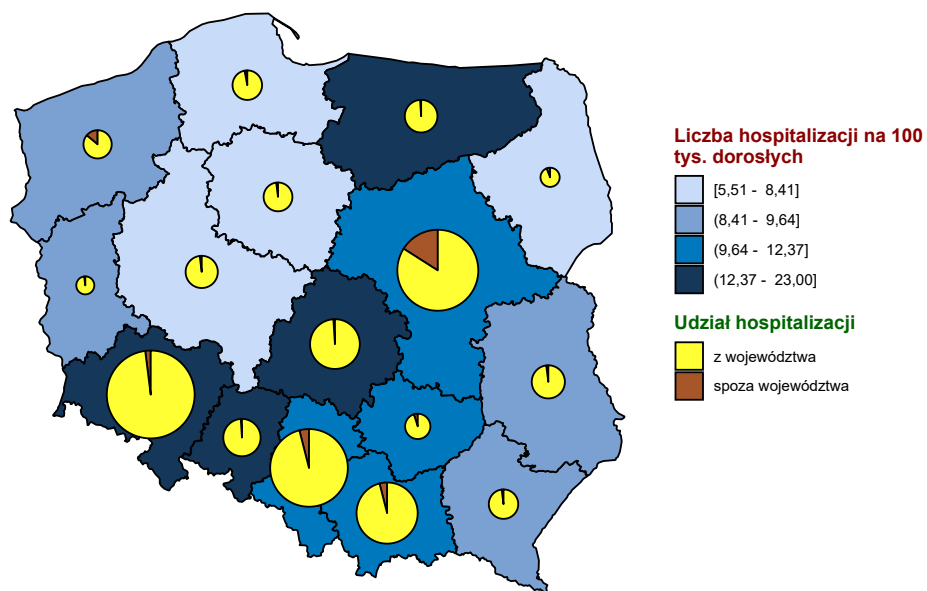 Liczba hospitalizacji na 100
tys. dorosłych
[5,51 - 8,41]
(8,41 - 9,64]
(9,64 - 12,37]
(12,37 - 23,00]
Udział hospitalizacji
z województwa
spoza województwa